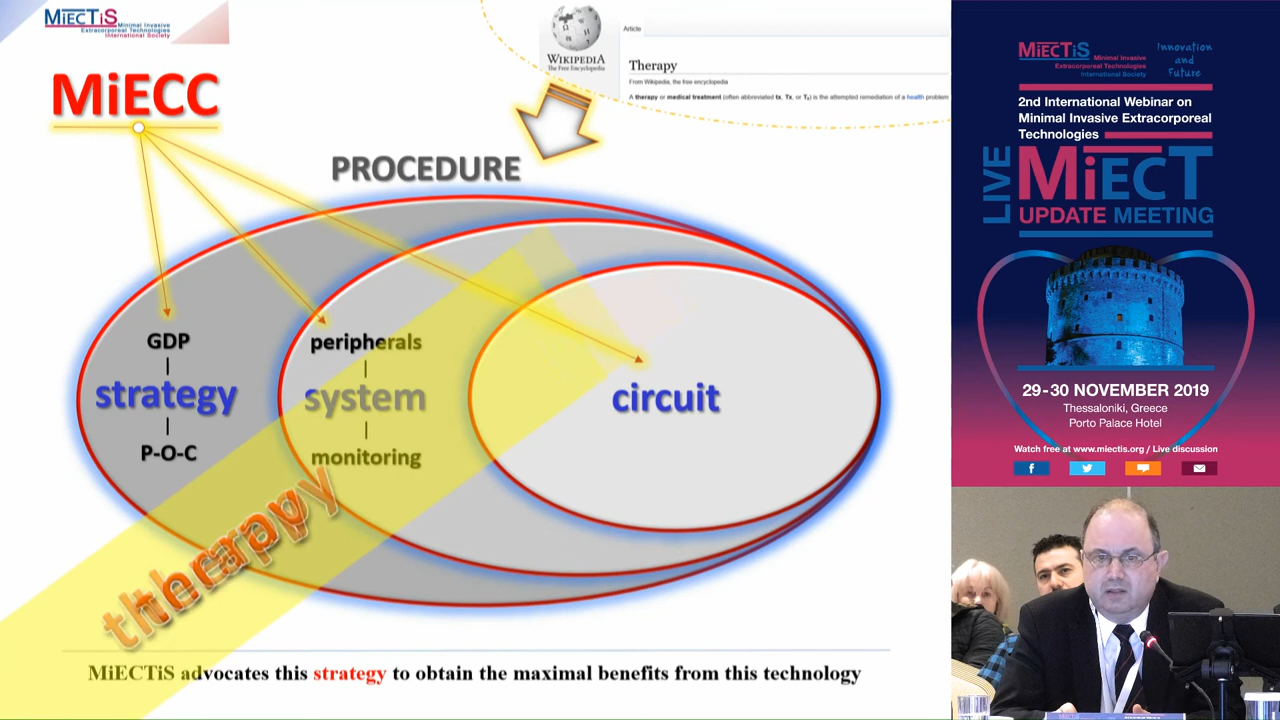 MiECTiS
Minimal Invasive
Extracorporeal Technologies
International Society
MiECC
WIKIPEDIA
The Free Encyclopedia
Article
Therapy
From Wikipedia, the free encyclopedia
A therapy or medical treatment (often abbreviated tx, Tx, or Tx) is the attempted remediation of a health problem
PROCEDURE
GDP
strategy
P-O-C
peripherals
system
monitoring
circuit
therapy
MiECTiS advocates this strategy to obtain the maximal benefits from this technology
MiECTiS
Minimal Invasive
Extracorporeal Technologies
International Society
Innovation
and
Future
2nd International Webinar on
Minimal Invasive Extracorporeal
Technologies
LIVE
MiECT
UPDATE MEETING
29-30 NOVEMBER 2019
Thessaloniki, Greece
Porto Palace Hotel
Watch free at www.miectis.org / Live discussion